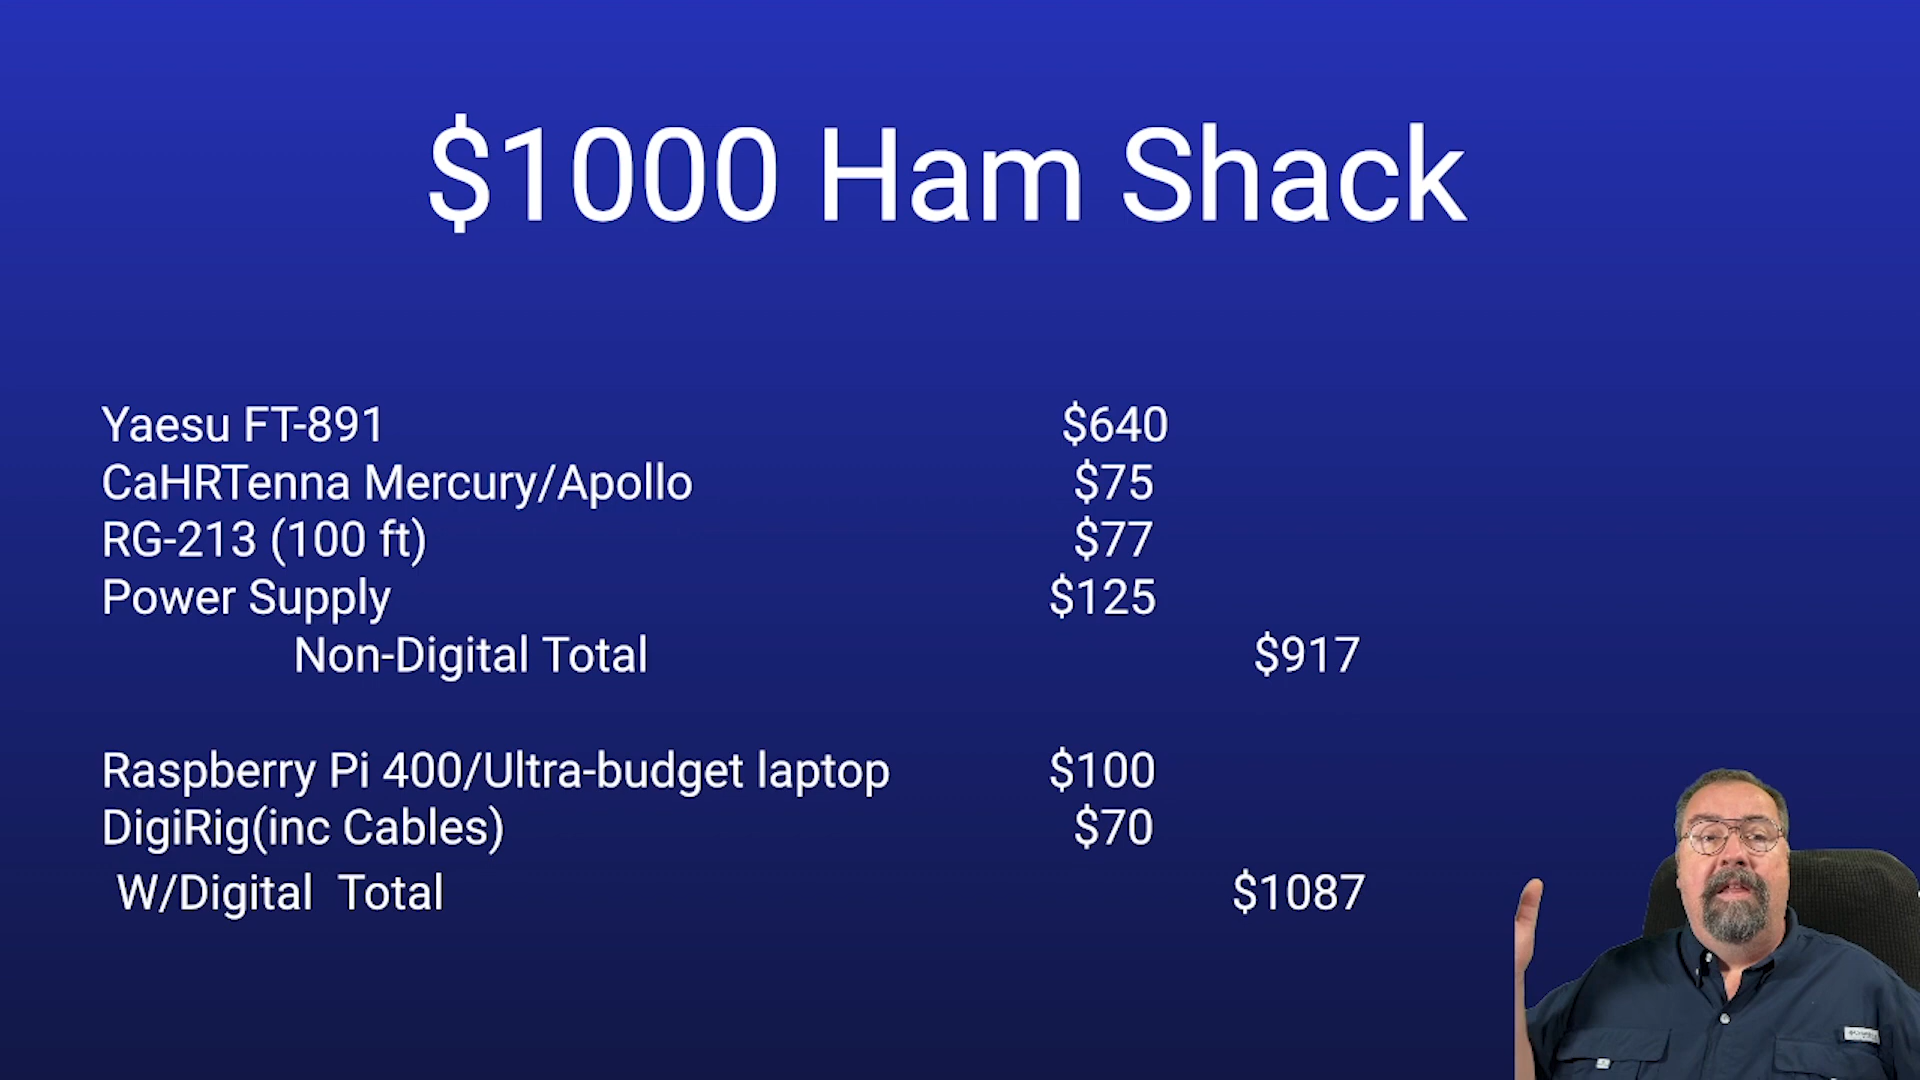 $1000 Ham Shack
Yaesu FT-891 $640
CaHRTenna Mercury/Apollo $75
RG-213 (100 ft) $77
Power Supply $125
Non-Digital Total $917
Raspberry Pi 400/Ultra-budget laptop $100
DigiRig(inc Cables) $70
W/Digital Total $1087